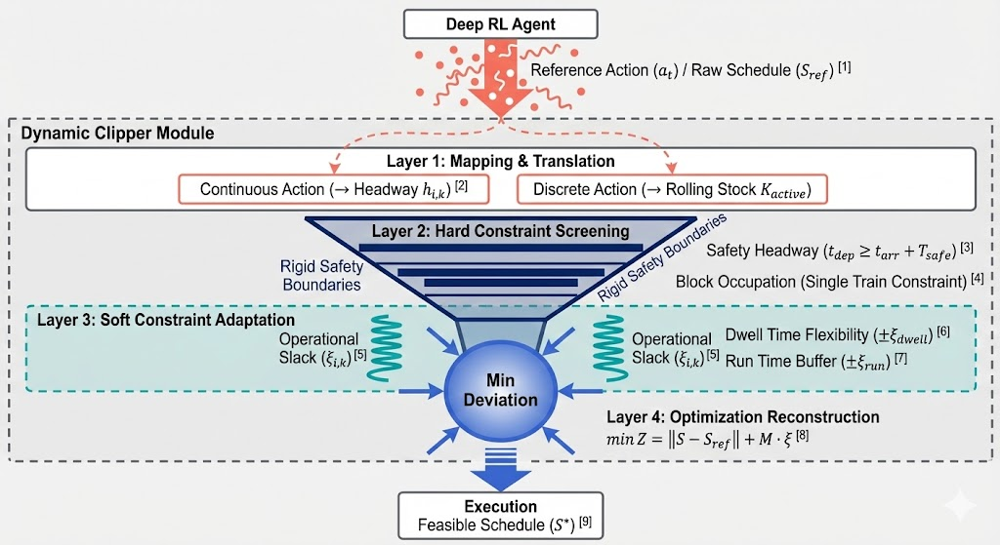 Deep RL Agent
Reference Action (aₜ) / Raw Schedule (S_ref) [1]
Dynamic Clipper Module
Layer 1: Mapping & Translation
Continuous Action (→ Headway h_{i,k}) [2]
Discrete Action (→ Rolling Stock K_active)
Layer 2: Hard Constraint Screening
Rigid Safety
Boundaries
Rigid Safety Boundaries
Safety Headway (t_dep ≥ t_arr + T_safe) [3]
Block Occupation (Single Train Constraint) [4]
Layer 3: Soft Constraint Adaptation
Operational
Slack (ξ_{i,k}) [5]
Operational
Slack (ξ_{i,k}) [5]
Dwell Time Flexibility (±ξ_dwell) [6]
Run Time Buffer (±ξ_run) [7]
Min
Deviation
Layer 4: Optimization Reconstruction
min Z = ‖S − S_ref‖ + M · ξ [8]
Execution
Feasible Schedule (S*) [9]